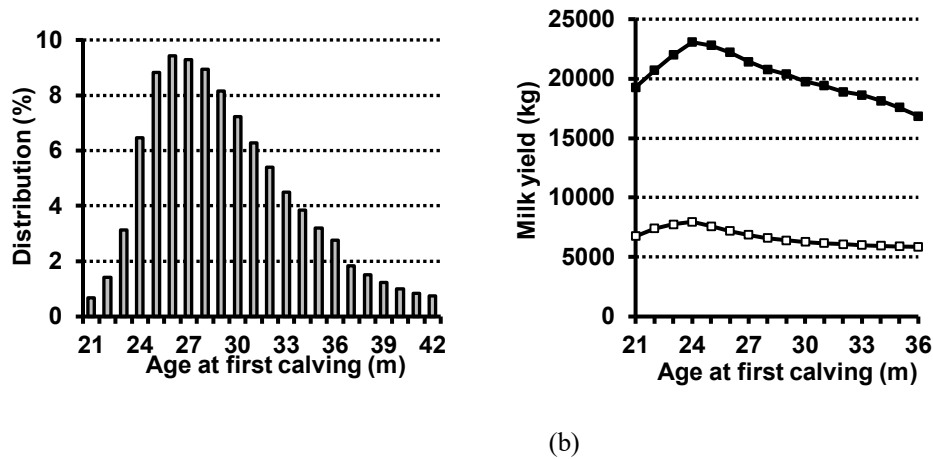 10
8
6
4
2
0
Distribution (%)
21 24 27 30 33 36 39 42
Age at first calving (m)
25000
20000
15000
10000
5000
0
Milk yield (kg)
21 24 27 30 33 36
Age at first calving (m)
(b)